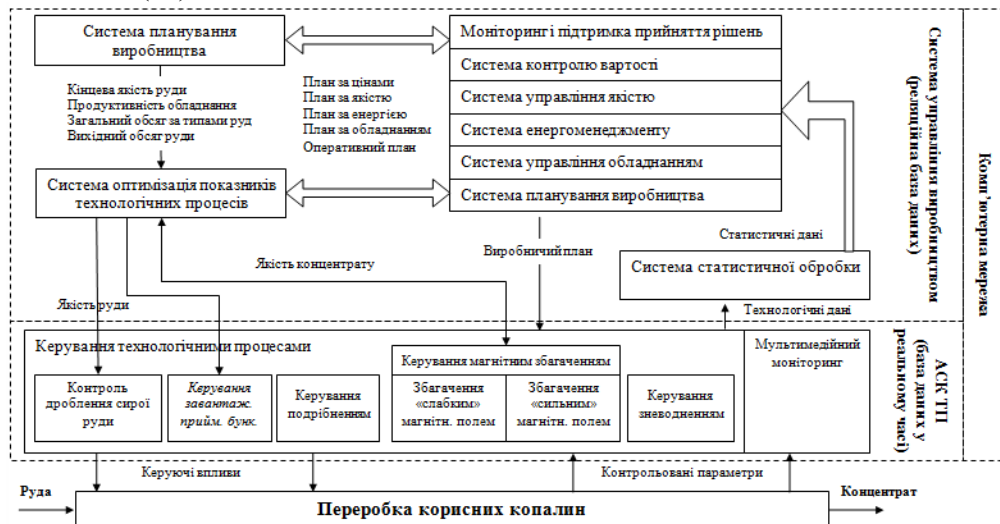 Система планування
виробництва
Моніторинг і підтримка прийняття рішень
Система контролю вартості
Система управління якістю
Система енергоменеджменту
Система управління обладнанням
Система планування виробництва
Кінцева якість руди
Продуктивність обладнання
Загальний обсяг за типами руд
Вихідний обсяг руди
План за цінами
План за якістю
План за енергією
План за обладнанням
Оперативний план
Система оптимізація показників
технологічних процесів
Статистичні дані
Виробничий план
Якість концентрату
Система статистичної обробки
Якість руди
Технологічні дані
Система управління виробництвом
(реляційна база даних)
Комп'ютерна мережа
Керування технологічними процесами
Керування магнітним збагаченням
Мультимедійний
моніторинг
Контроль
дроблення сирої
руди
Керування
завантаж.
прийм. бунк.
Керування
подрібненням
Збагачення
«слабким»
магнітн. полем
Збагачення
«сильним»
магнітн. полем
Керування
зневодненням
АСК ТП
(база даних у
реальному часі)
Керуючі впливи
Контрольовані параметри
Руда
Переробка корисних копалин
Концентрат